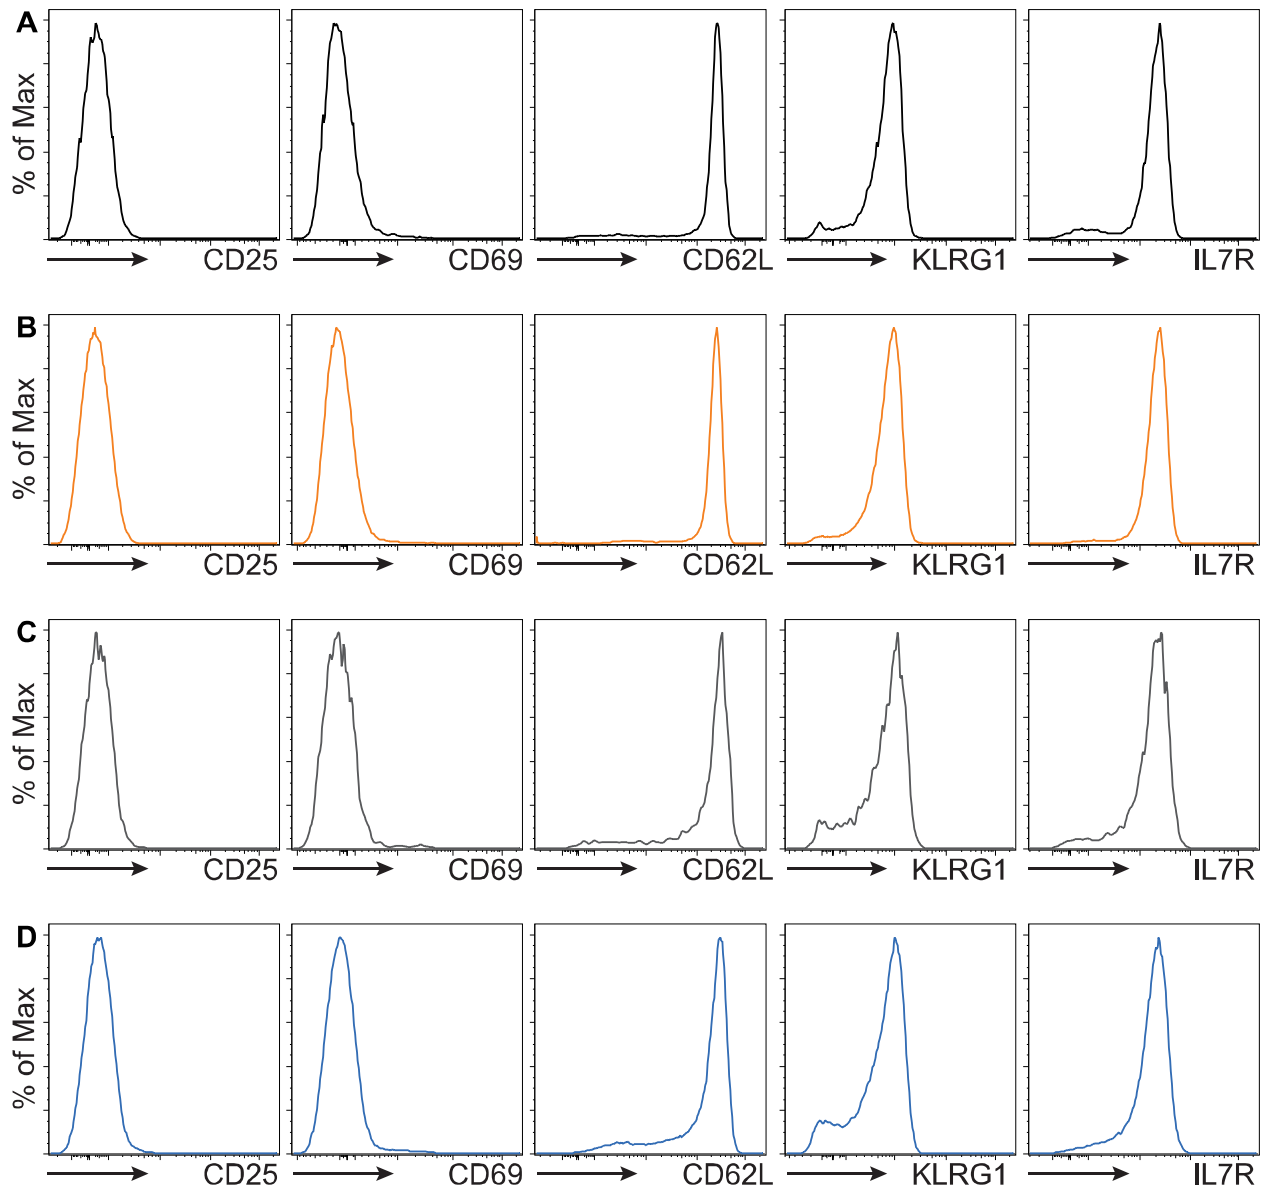 A
% of Max
CD25 CD69 CD62L KLRG1 IL7R
B
% of Max
CD25 CD69 CD62L KLRG1 IL7R
C
% of Max
CD25 CD69 CD62L KLRG1 IL7R
D
% of Max
CD25 CD69 CD62L KLRG1 IL7R